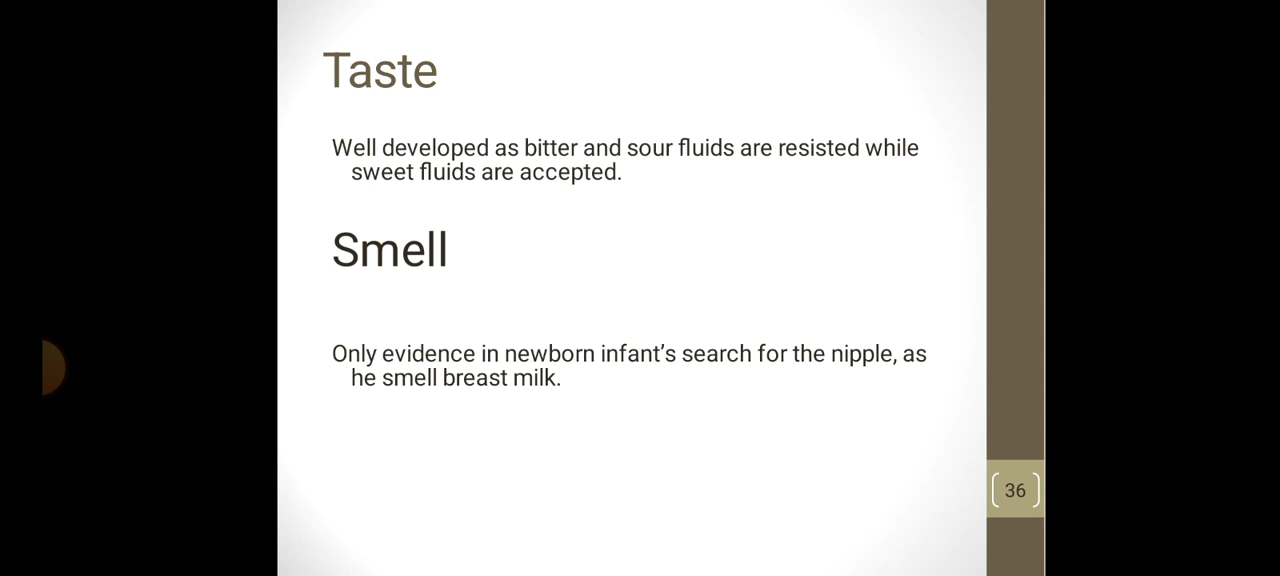 Taste
Well developed as bitter and sour fluids are resisted while
sweet fluids are accepted.
Smell
Only evidence in newborn infant’s search for the nipple, as
he smell breast milk.
36